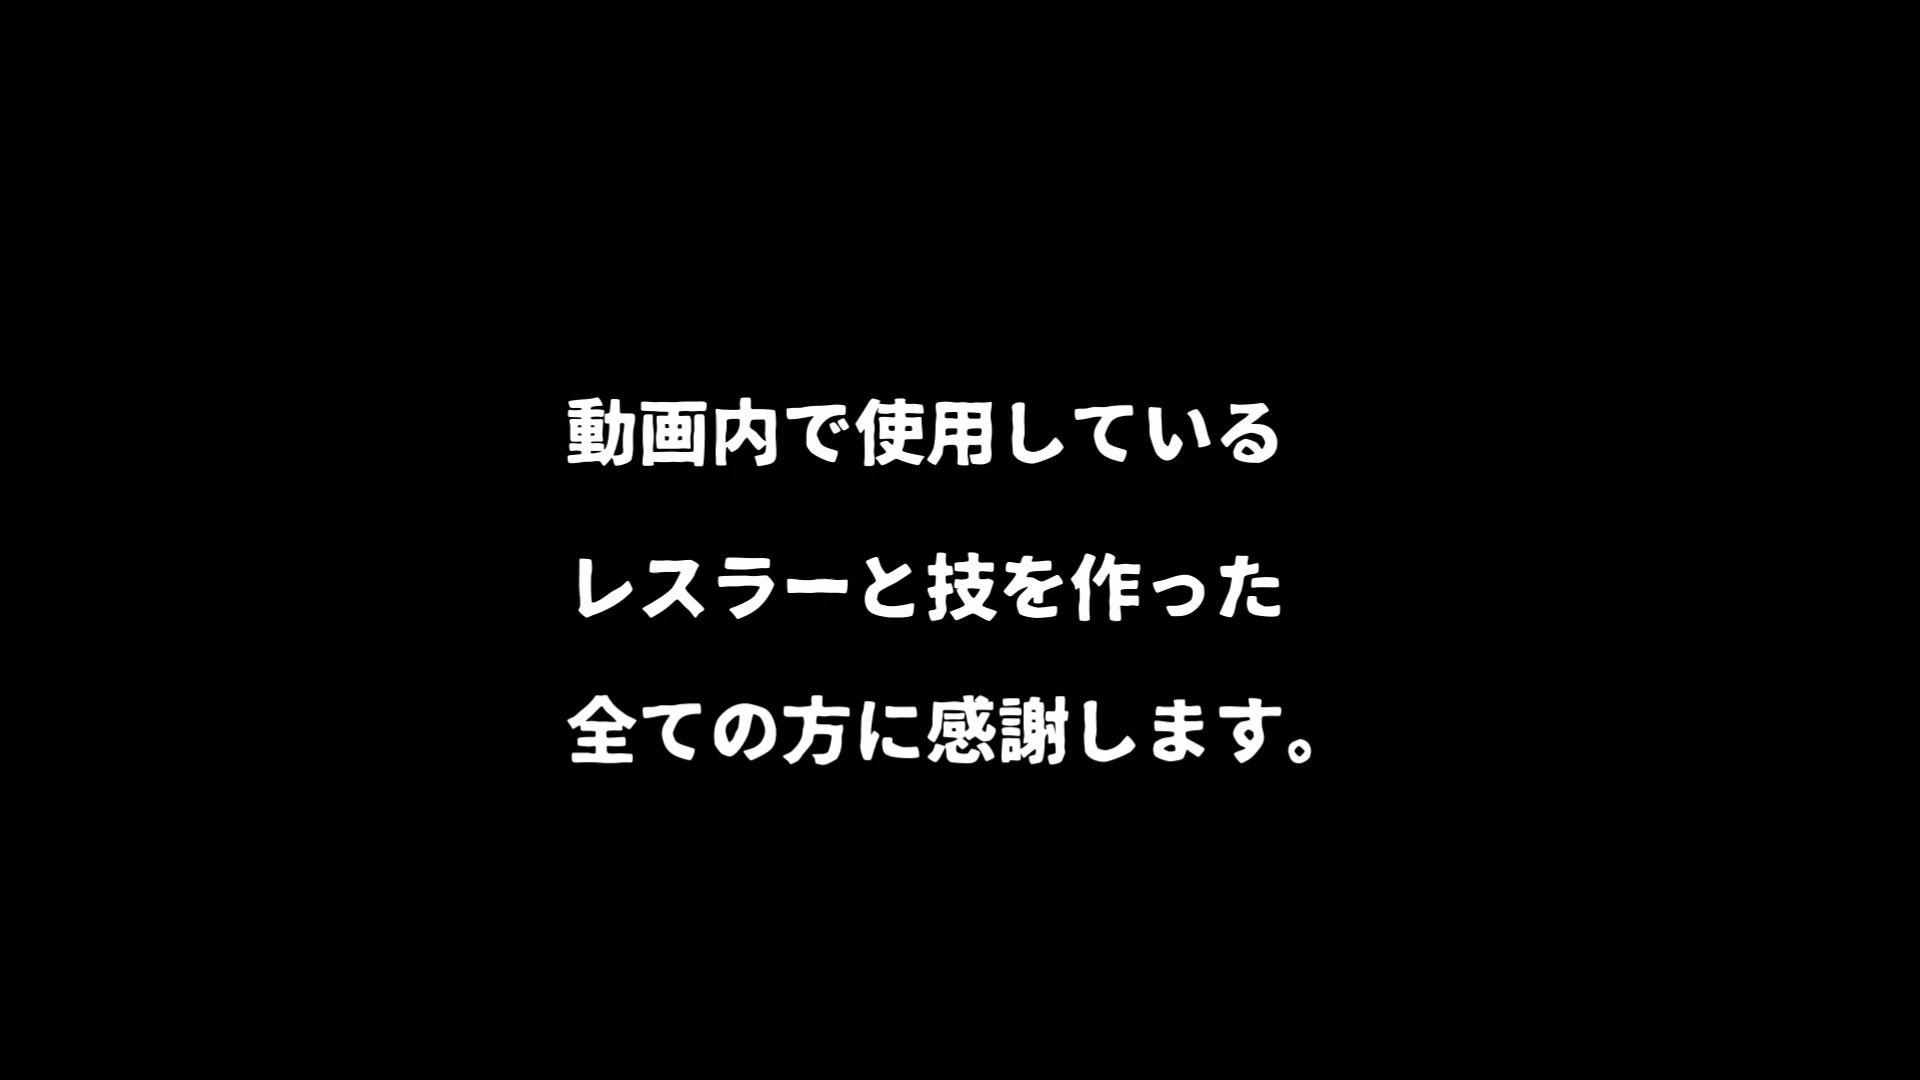 動画内で使用している
レスラーと技を作った
全ての方に感謝します。